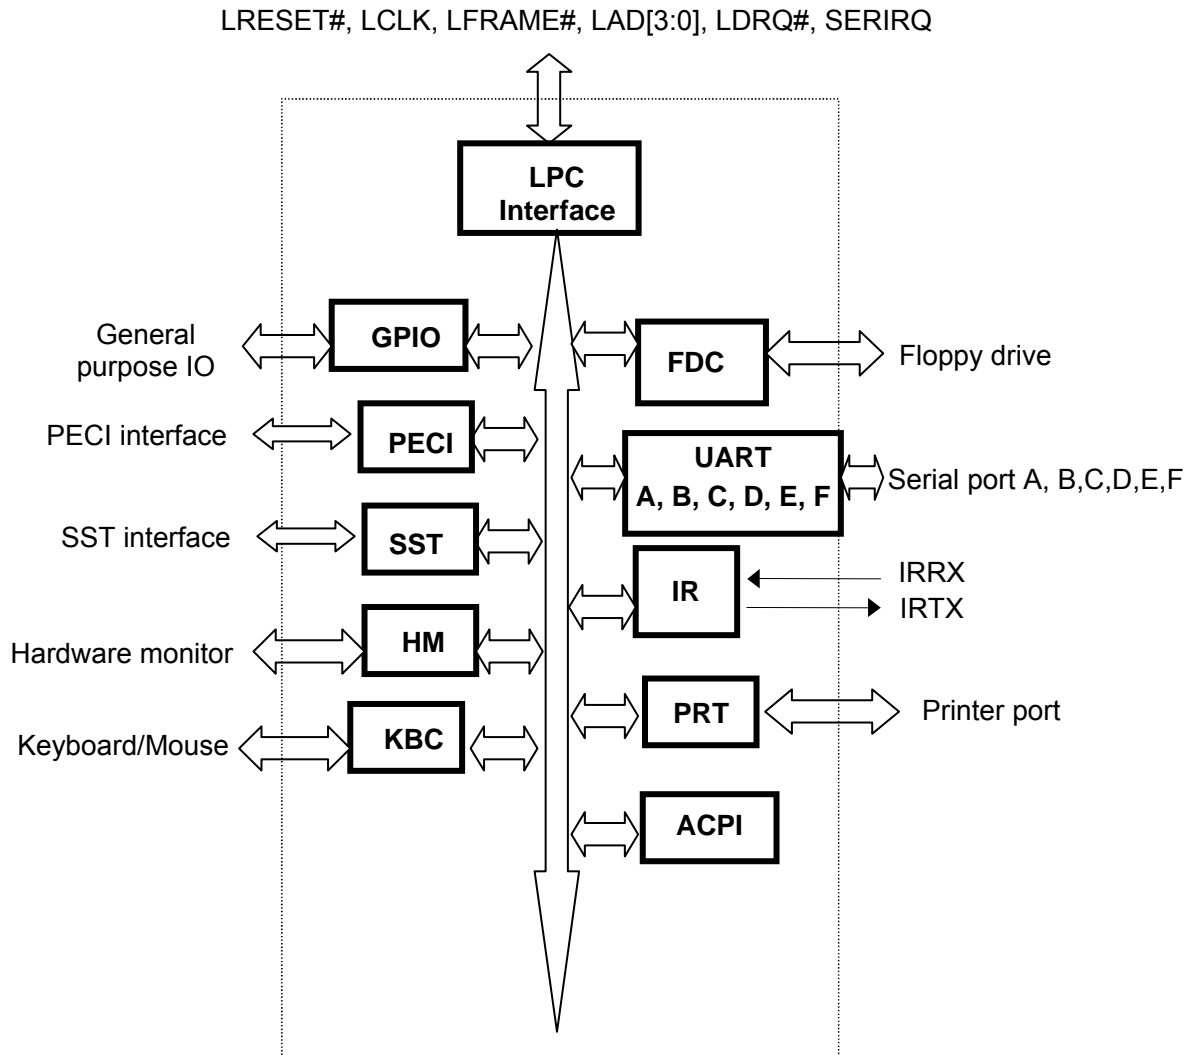 LRESET#, LCLK, LFRAME#, LAD[3:0], LDRQ#, SERIRQ
LPC
Interface
General
purpose IO
GPIO
FDC
Floppy drive
PECI interface
PECI
UART
A, B, C, D, E, F
Serial port A, B,C,D,E,F
SST interface
SST
IR
IRRX
IRTX
Hardware monitor
HM
PRT
Printer port
Keyboard/Mouse
KBC
ACPI